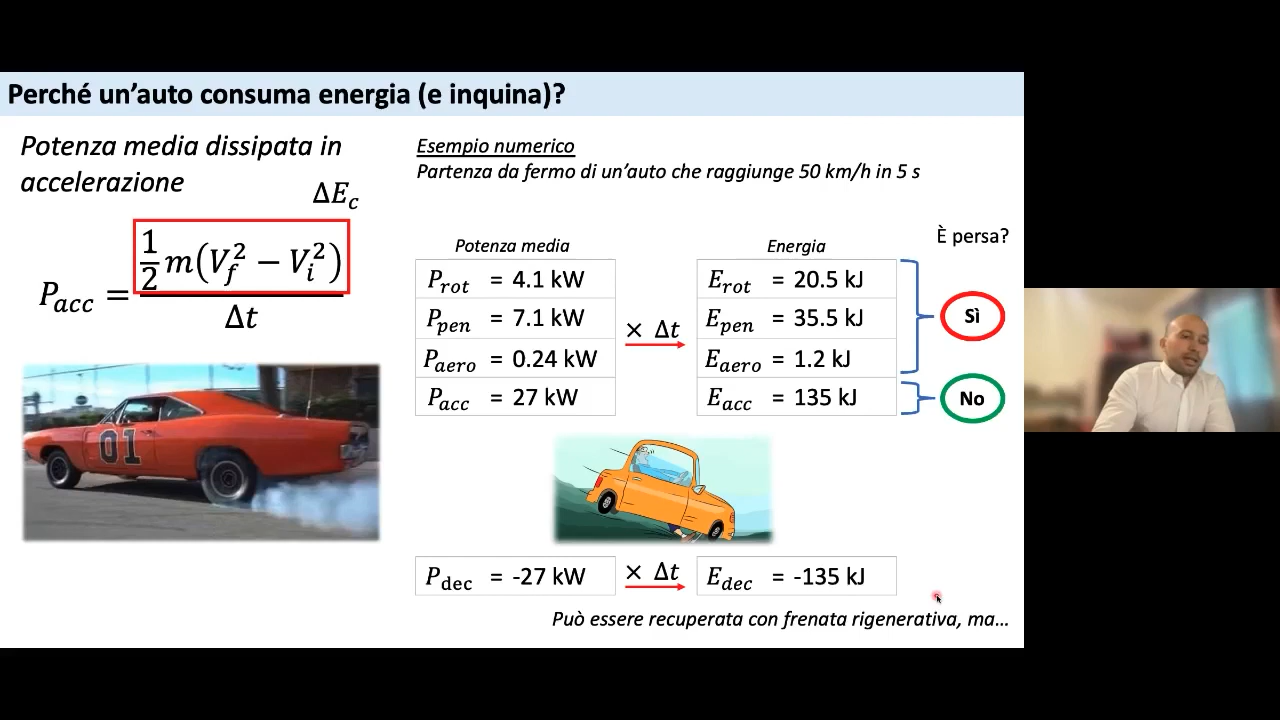 Perché un'auto consuma energia (e inquina)?
Potenza media dissipata in
accelerazione
ΔE_c
P_acc = ½ m(V_f² − V_i²) / Δt
01
Esempio numerico
Partenza da fermo di un'auto che raggiunge 50 km/h in 5 s
Potenza media
Energia
È persa?
P_rot = 4.1 kW
P_pen = 7.1 kW
P_aero = 0.24 kW
P_acc = 27 kW
× Δt
E_rot = 20.5 kJ
E_pen = 35.5 kJ
E_aero = 1.2 kJ
E_acc = 135 kJ
Sì
No
P_dec = -27 kW
× Δt
E_dec = -135 kJ
Può essere recuperata con frenata rigenerativa, ma…